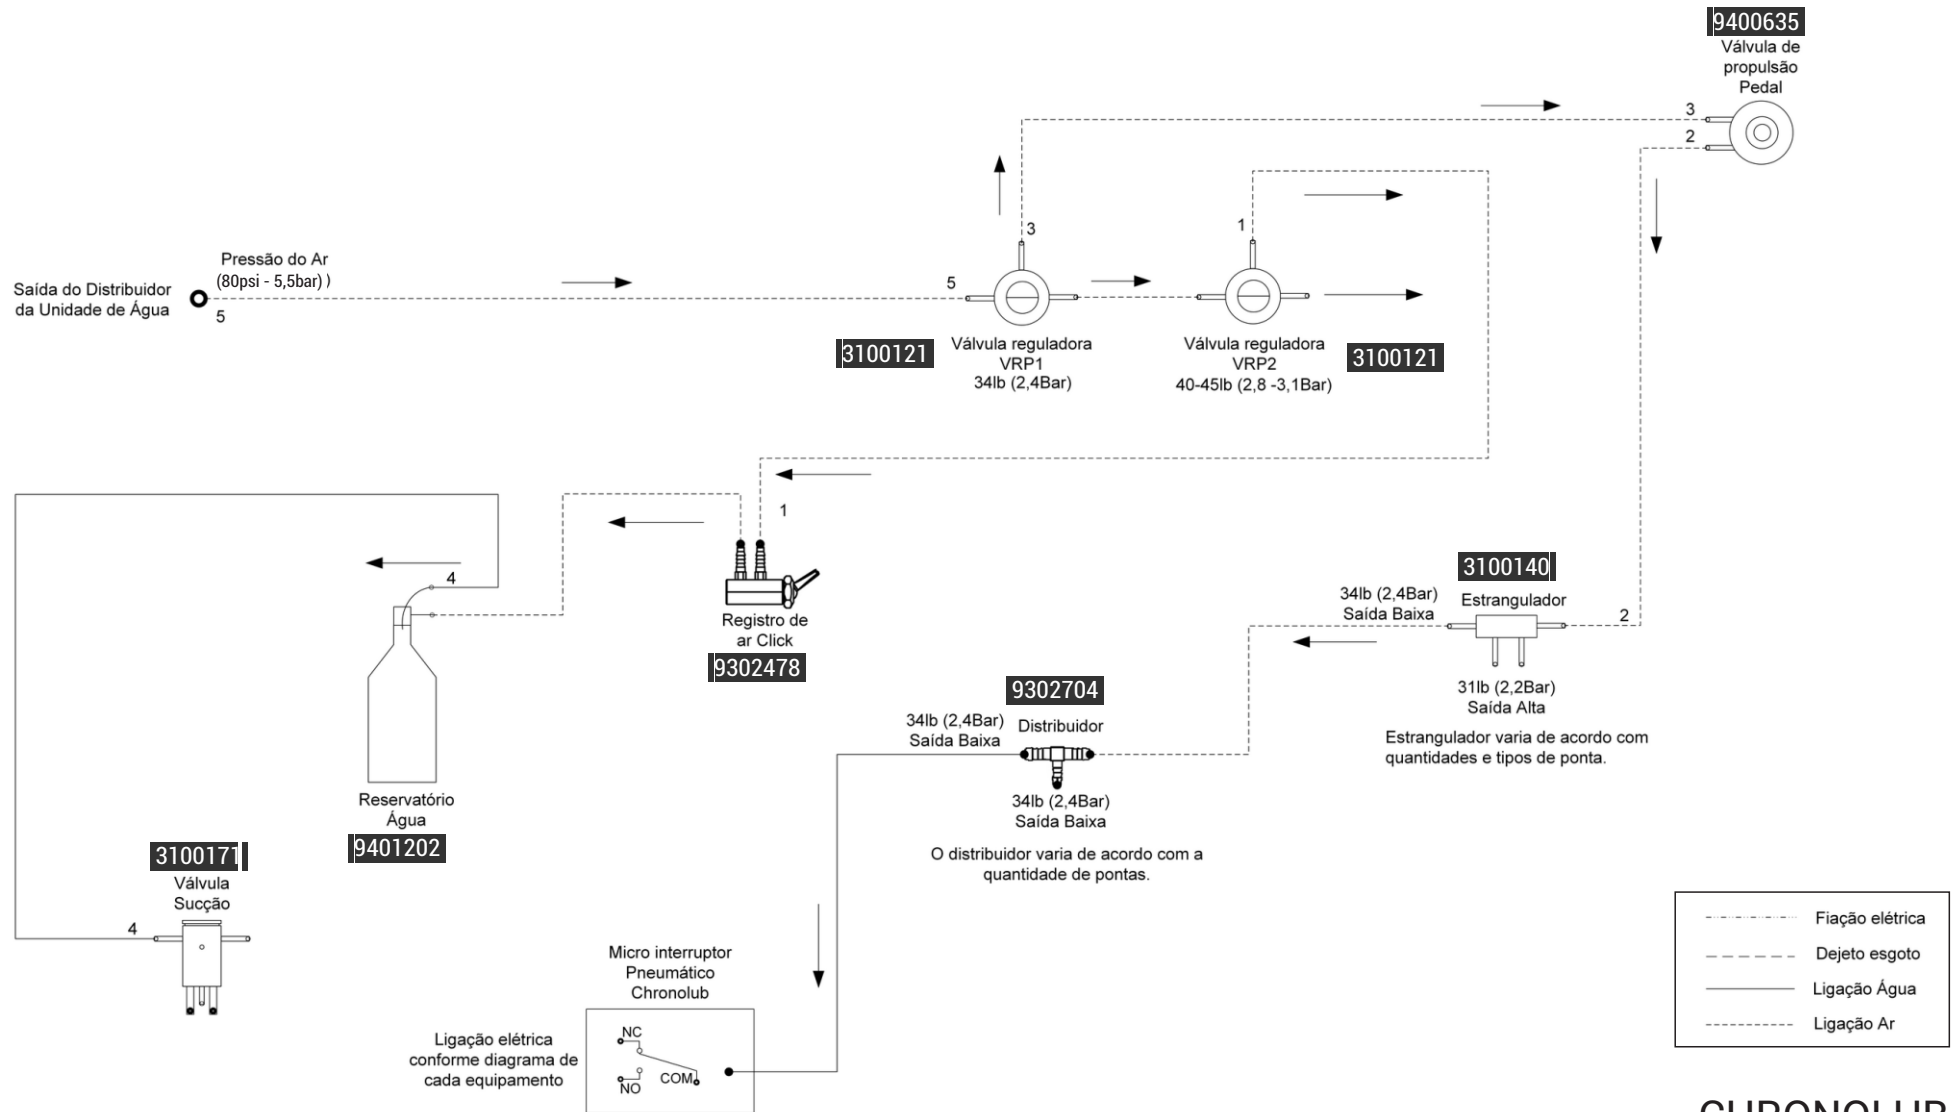 9400635
Válvula de
propulsão
Pedal
3
2
3
1
Pressão do Ar
(80psi - 5,5bar) )
Saída do Distribuidor
da Unidade de Água
5
5
3100121
Válvula reguladora
VRP1
34lb (2,4Bar)
Válvula reguladora
VRP2
40-45lb (2,8 -3,1Bar)
3100121
1
4
Registro de
ar Click
9302478
3100140
34lb (2,4Bar)
Saída Baixa
Estrangulador
2
31lb (2,2Bar)
Saída Alta
Estrangulador varia de acordo com
quantidades e tipos de ponta.
9302704
34lb (2,4Bar)
Saída Baixa
Distribuidor
34lb (2,4Bar)
Saída Baixa
O distribuidor varia de acordo com a
quantidade de pontas.
Reservatório
Água
9401202
3100171
Válvula
Sucção
4
Micro interruptor
Pneumático
Chronolub
Ligação elétrica
conforme diagrama de
cada equipamento
NC
COM
NO
Fiação elétrica
Dejeto esgoto
Ligação Água
Ligação Ar
CHRONOLUB